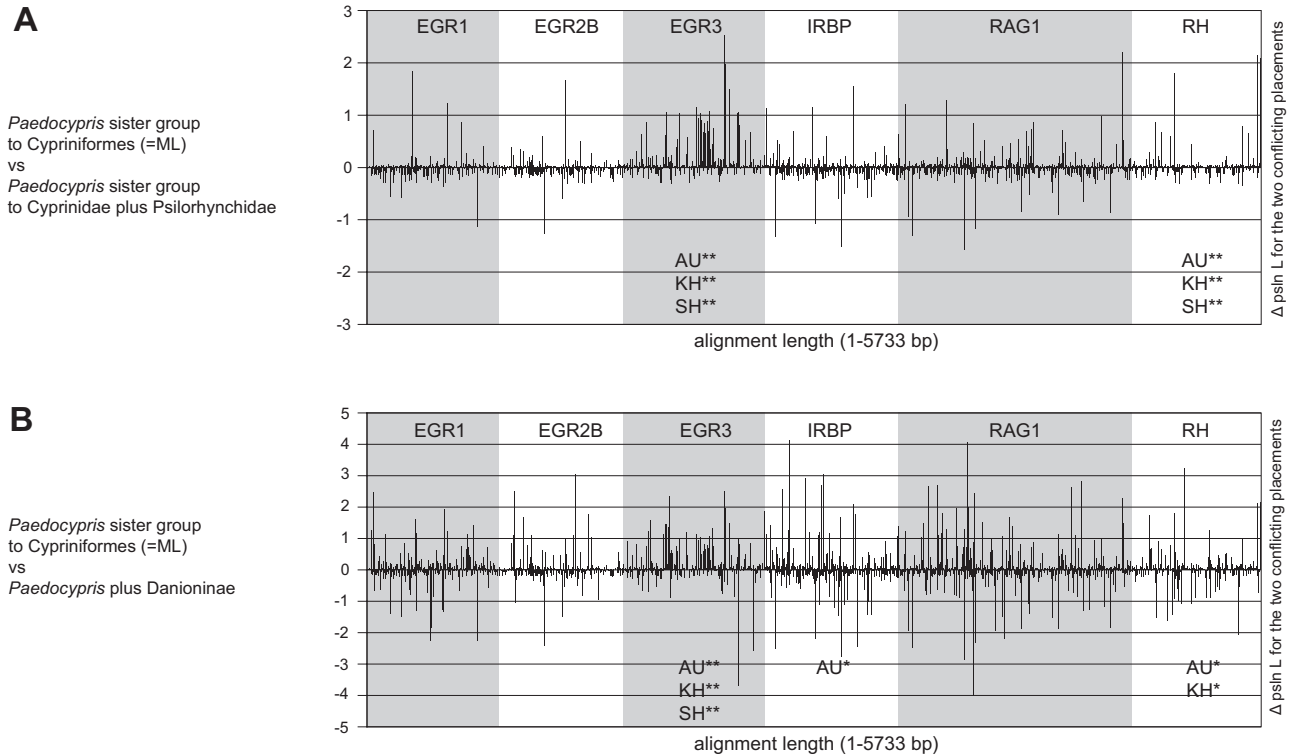 A
Paedocypris sister group
to Cypriniformes (=ML)
vs
Paedocypris sister group
to Cyprinidae plus Psilorhynchidae
3
2
1
0
-1
-2
-3
EGR1 EGR2B EGR3 IRBP RAG1 RH
AU** AU**
KH** KH**
SH** SH**
alignment length (1-5733 bp)
Δ psln L for the two conflicting placements
B
Paedocypris sister group
to Cypriniformes (=ML)
vs
Paedocypris plus Danioninae
5
4
3
2
1
0
-1
-2
-3
-4
-5
EGR1 EGR2B EGR3 IRBP RAG1 RH
AU** AU* AU*
KH** KH*
SH**
alignment length (1-5733 bp)
Δ psln L for the two conflicting placements